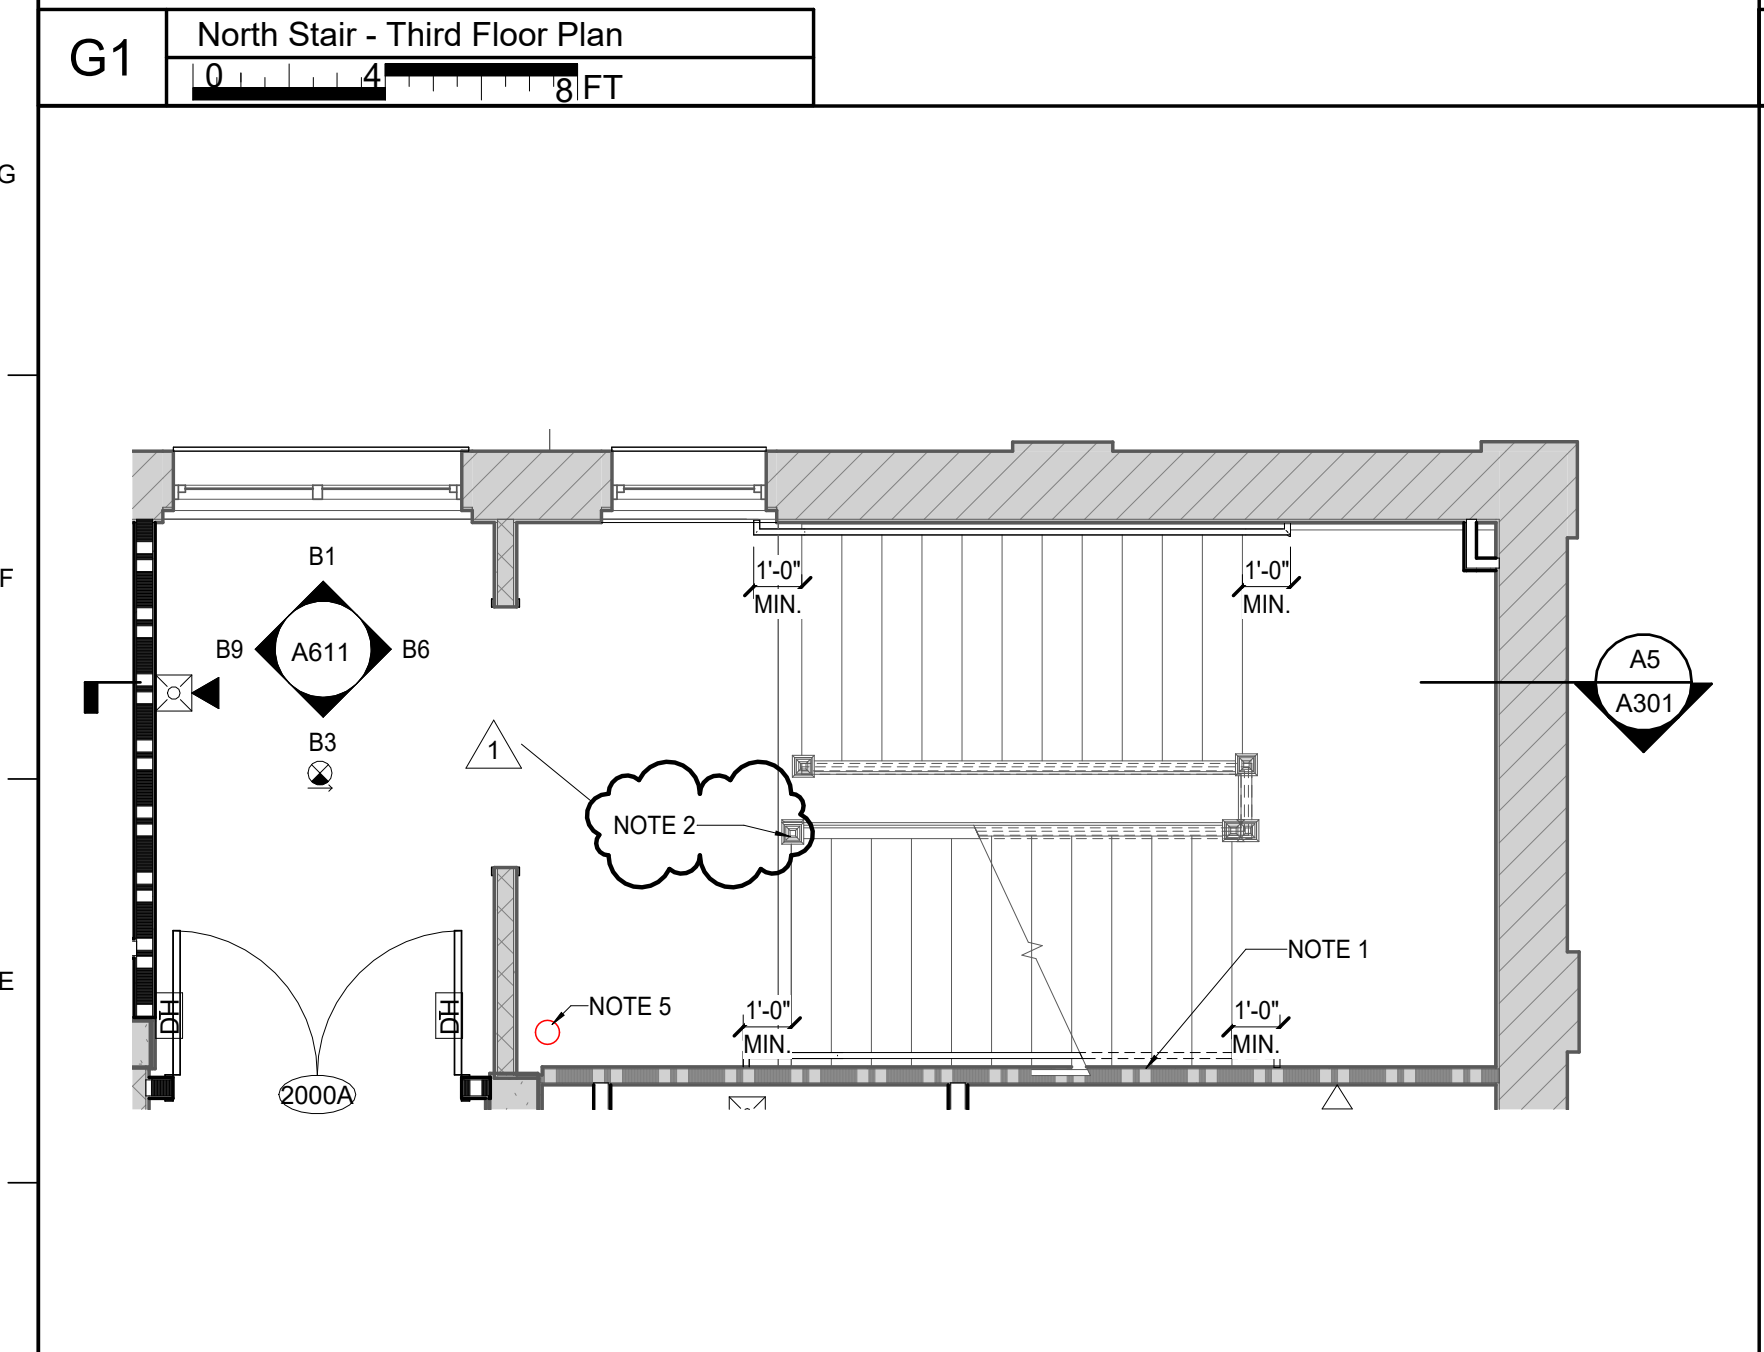 G1
North Stair - Third Floor Plan
0 4 8 FT
G
F
E
1'-0"
MIN.
1'-0"
MIN.
B1
B9 A611 B6
B3
A5
A301
1
NOTE 2
NOTE 1
NOTE 5
1'-0"
MIN.
1'-0"
MIN.
DH
DH
2000A